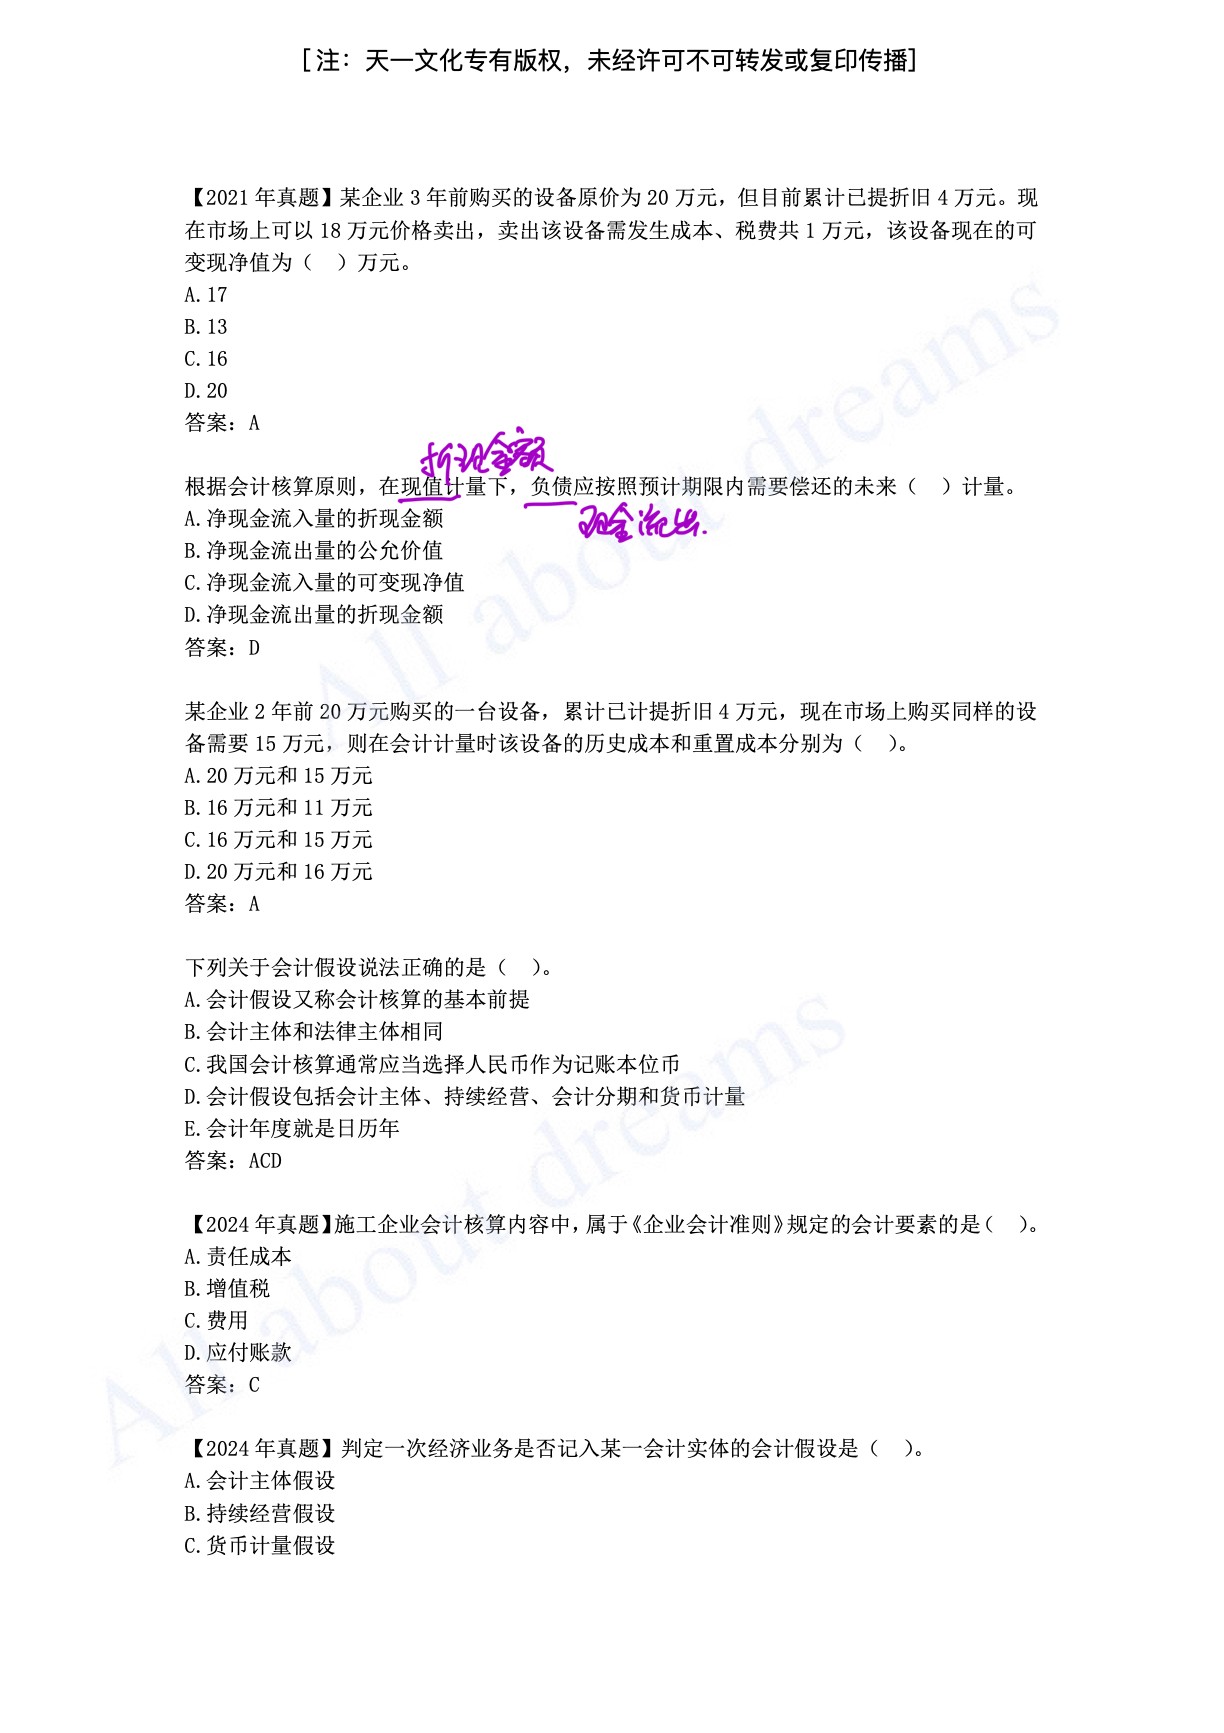 [注：天一文化专有版权，未经许可不可转发或复印传播]
【2021 年真题】某企业 3 年前购买的设备原价为 20 万元，但目前累计已提折旧 4 万元。现
在市场上可以 18 万元价格卖出，卖出该设备需发生成本、税费共 1 万元，该设备现在的可
变现净值为（ ）万元。
A.17
B.13
C.16
D.20
答案：A
折现金额
根据会计核算原则，在现值计量下，负债应按照预计期限内需要偿还的未来（ ）计量。
现金流出.
A.净现金流入量的折现金额
B.净现金流出量的公允价值
C.净现金流入量的可变现净值
D.净现金流出量的折现金额
答案：D
某企业 2 年前 20 万元购买的一台设备，累计已计提折旧 4 万元，现在市场上购买同样的设
备需要 15 万元，则在会计计量时该设备的历史成本和重置成本分别为（ ）。
A.20 万元和 15 万元
B.16 万元和 11 万元
C.16 万元和 15 万元
D.20 万元和 16 万元
答案：A
下列关于会计假设说法正确的是（ ）。
A.会计假设又称会计核算的基本前提
B.会计主体和法律主体相同
C.我国会计核算通常应当选择人民币作为记账本位币
D.会计假设包括会计主体、持续经营、会计分期和货币计量
E.会计年度就是日历年
答案：ACD
【2024 年真题】施工企业会计核算内容中，属于《企业会计准则》规定的会计要素的是（ ）。
A.责任成本
B.增值税
C.费用
D.应付账款
答案：C
【2024 年真题】判定一次经济业务是否记入某一会计实体的会计假设是（ ）。
A.会计主体假设
B.持续经营假设
C.货币计量假设
All about dreams
All about dreams